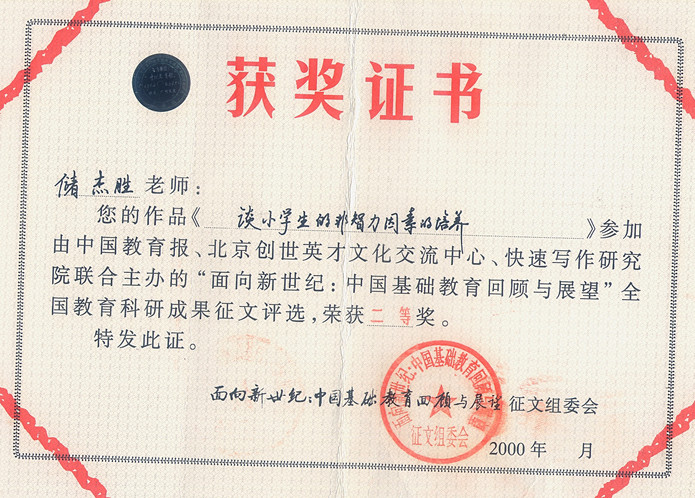 获奖证书
储杰胜老师：
您的作品《谈小学生的非智力因素的培养》参加
由中国教育报、北京创世英才文化交流中心、快速写作研究
院联合主办的“面向新世纪：中国基础教育回顾与展望”全
国教育科研成果征文评选，荣获二等奖。
特发此证。
面向新世纪：中国基础教育回顾与展望征文组委会
征文组委会
2000年　月